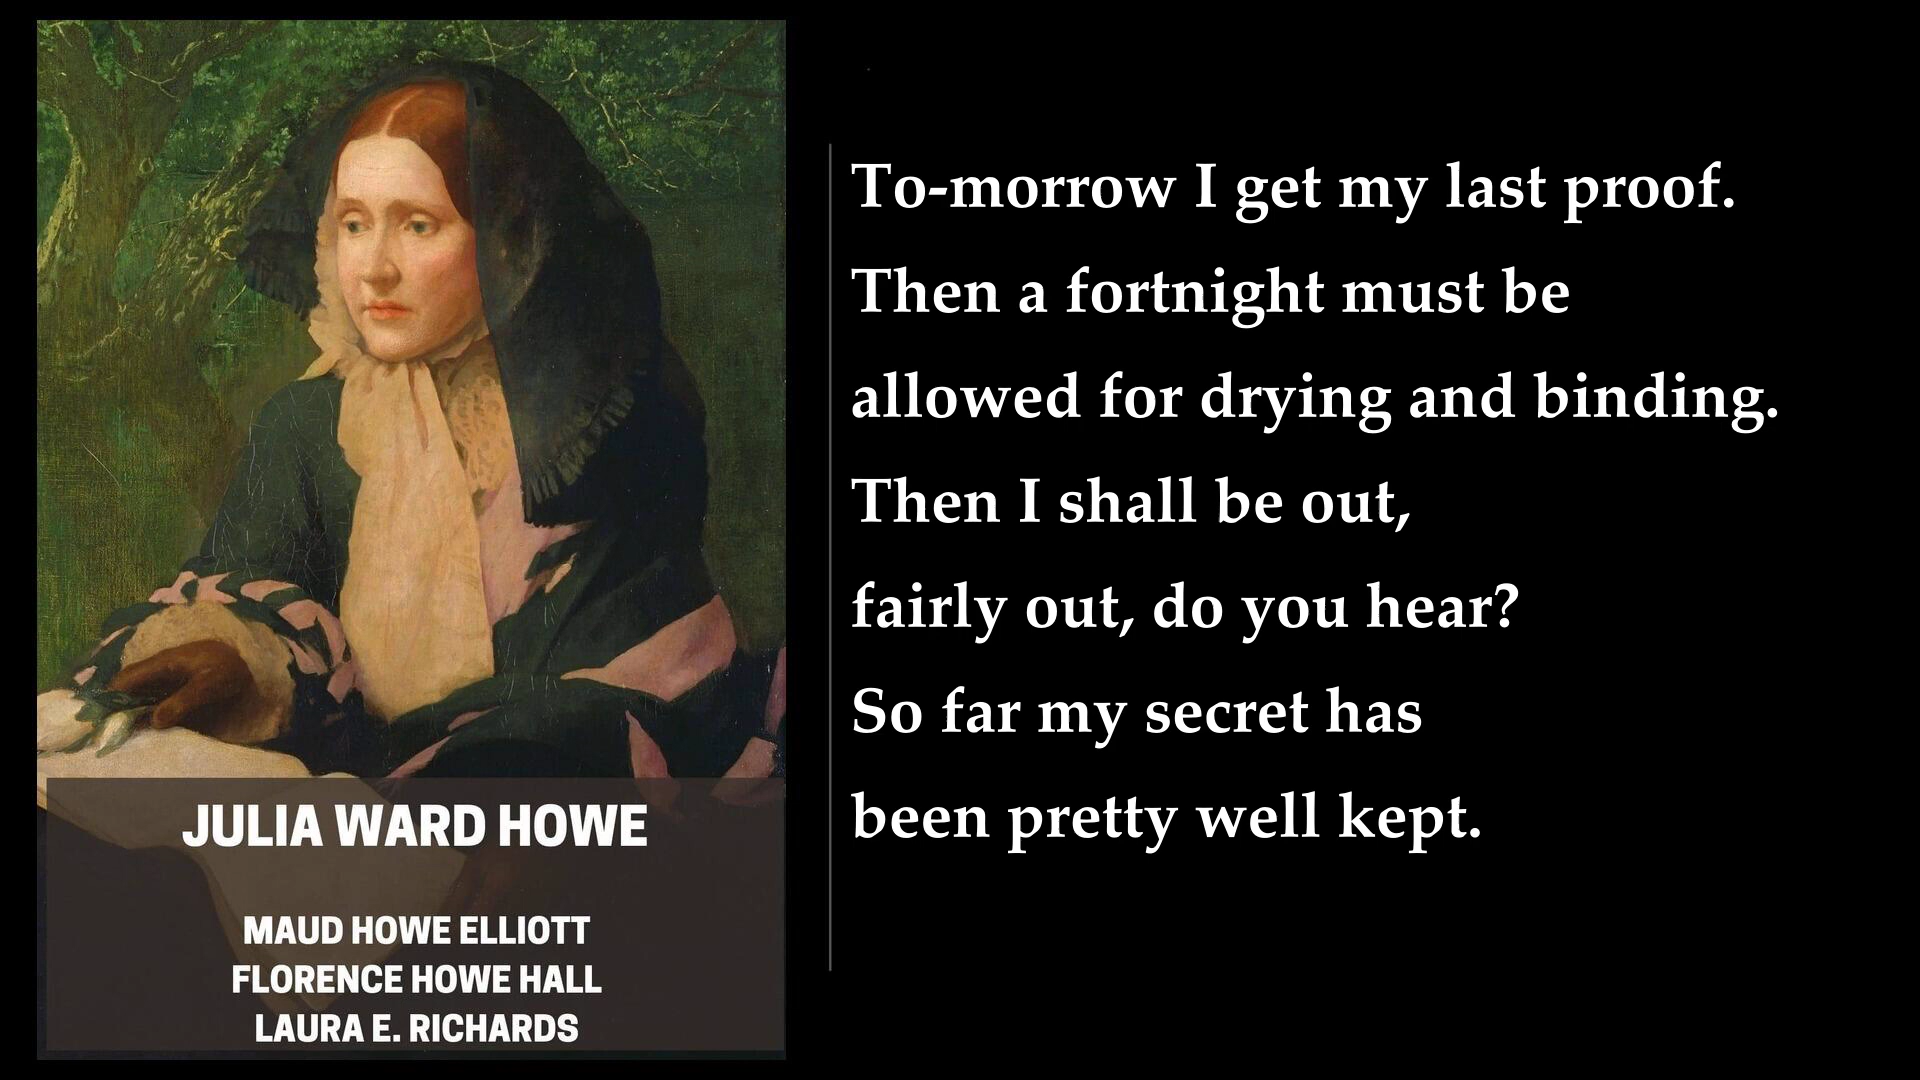 JULIA WARD HOWE
MAUD HOWE ELLIOTT
FLORENCE HOWE HALL
LAURA E. RICHARDS
To-morrow I get my last proof.
Then a fortnight must be
allowed for drying and binding.
Then I shall be out,
fairly out, do you hear?
So far my secret has
been pretty well kept.